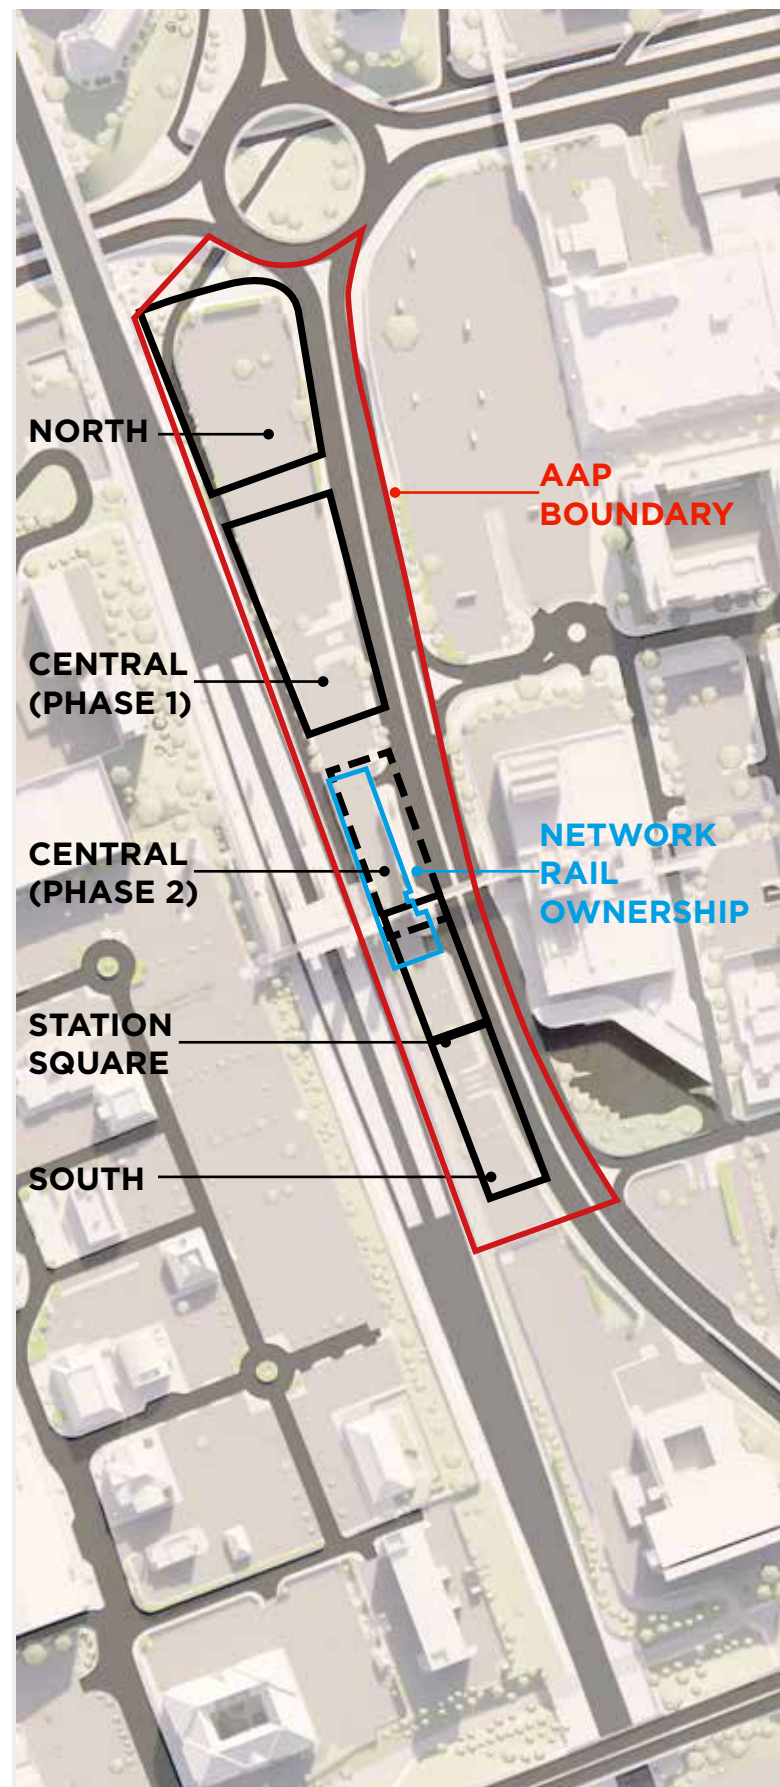 NORTH
AAP
BOUNDARY
CENTRAL
(PHASE 1)
CENTRAL
(PHASE 2)
NETWORK
RAIL
OWNERSHIP
STATION
SQUARE
SOUTH